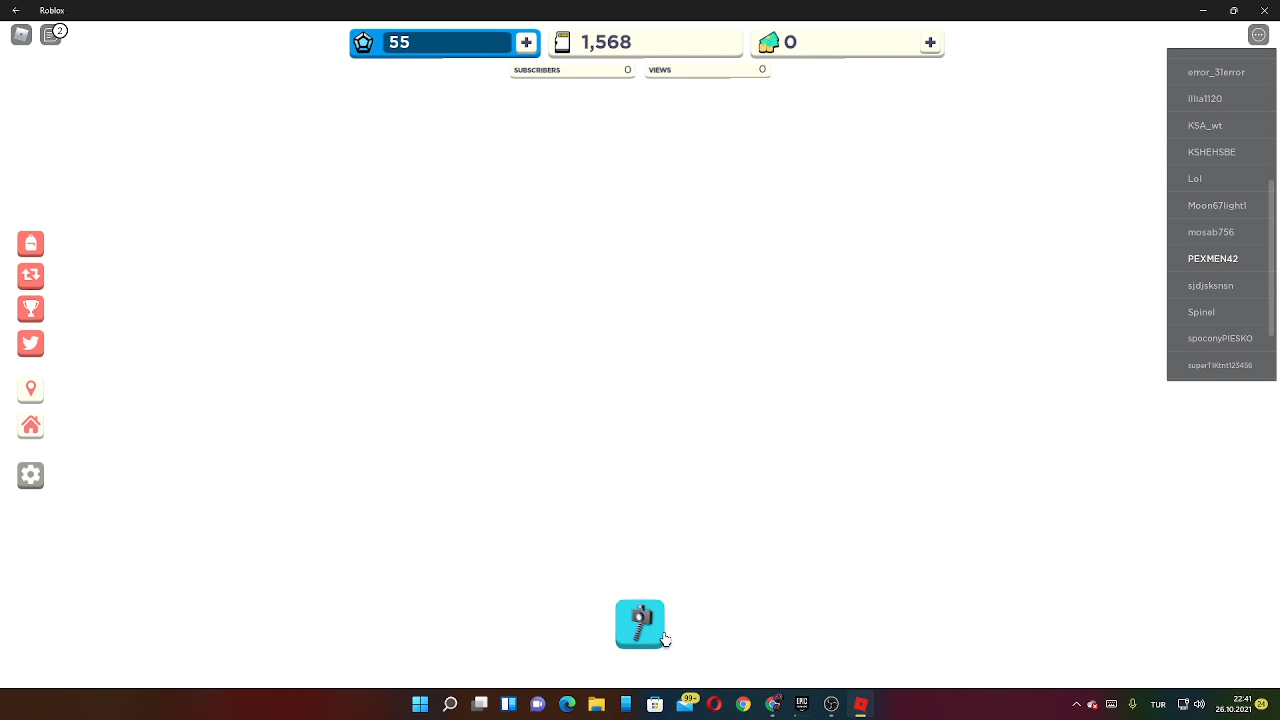 Roblox
2
55
1,568
0
SUBSCRIBERS 0
VIEWS 0
error_31error
KSA_wt
KSHEHSBE
Lol
Moon67light1
mosab756
PEXMEN42
sjdjsksnsn
Spinel
spoconyPIESKO
99+
TUR
22:41
26.10.2021
24